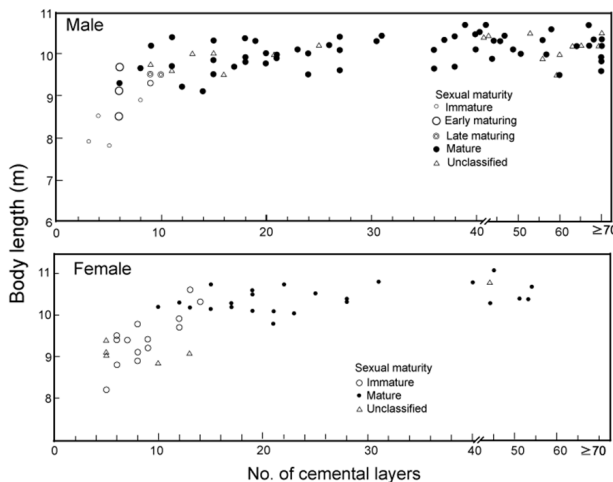 Male
11
10
9
8
7
6
Sexual maturity
Immature
Early maturing
Late maturing
Mature
Unclassified
0
10
20
30
40
50
60
≥70
Body length (m)
Female
11
10
9
8
7
Sexual maturity
Immature
Mature
Unclassified
0
10
20
30
40
50
60
≥70
No. of cemental layers